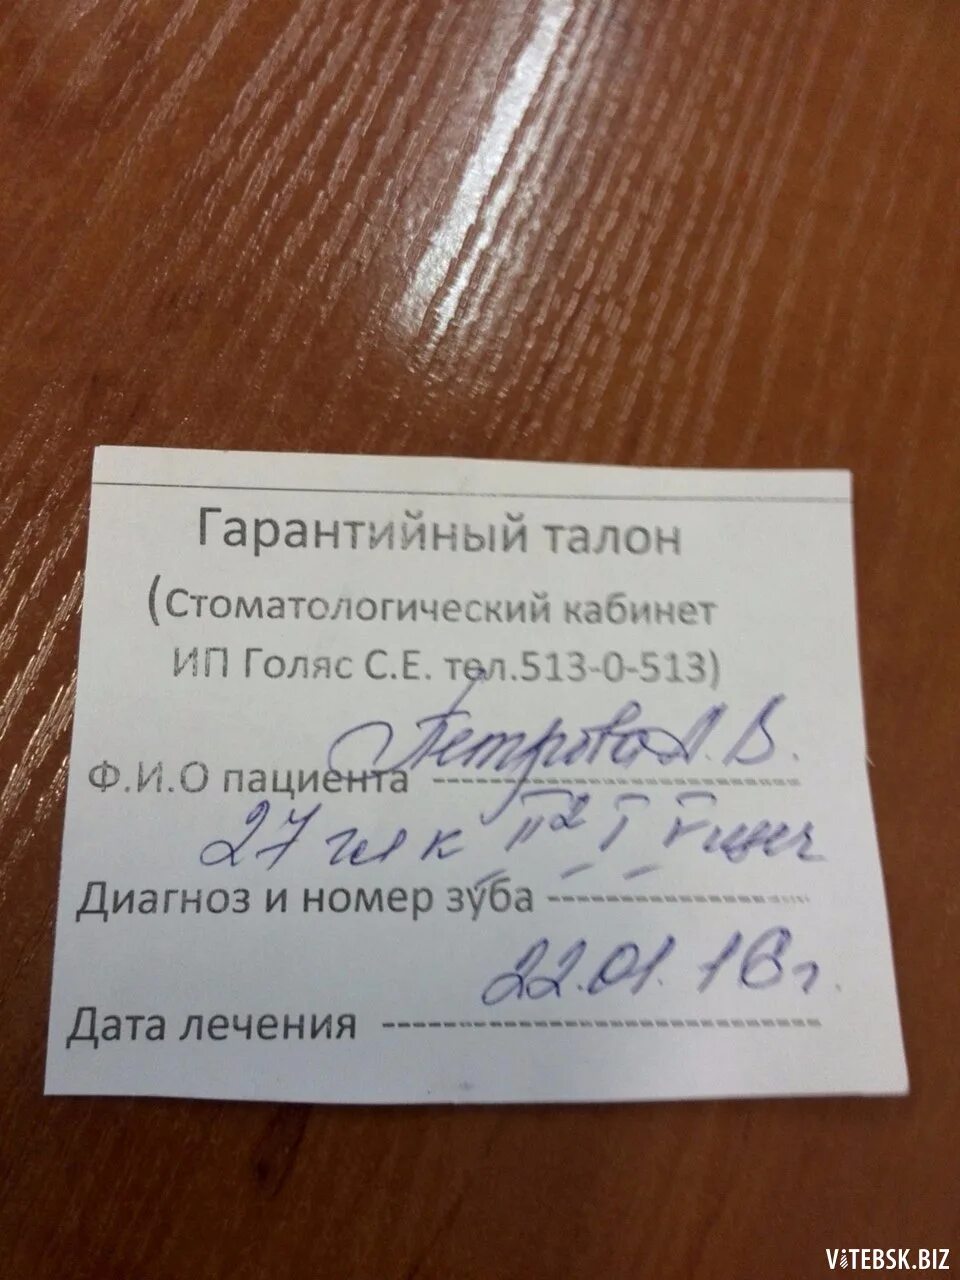 Гарантийный талон
(Стоматологический кабинет
ИП Голяс С.Е. тел.513-0-513)
Петрова Л.В.
Ф.И.О пациента
27
Диагноз и номер зуба
22.01.16г.
Дата лечения
VITEBSK.BIZ